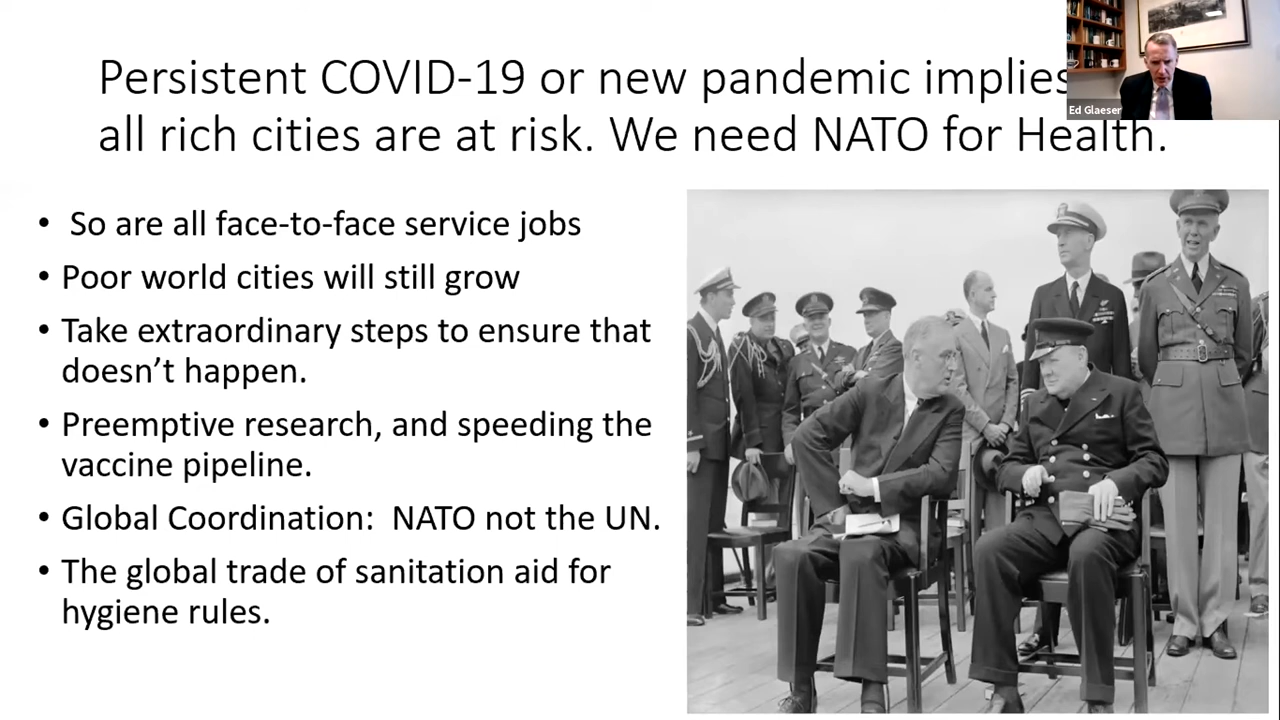 Persistent COVID-19 or new pandemic implies
all rich cities are at risk. We need NATO for Health.
Ed Glaeser
• So are all face-to-face service jobs
• Poor world cities will still grow
• Take extraordinary steps to ensure that
doesn’t happen.
• Preemptive research, and speeding the
vaccine pipeline.
• Global Coordination:  NATO not the UN.
• The global trade of sanitation aid for
hygiene rules.